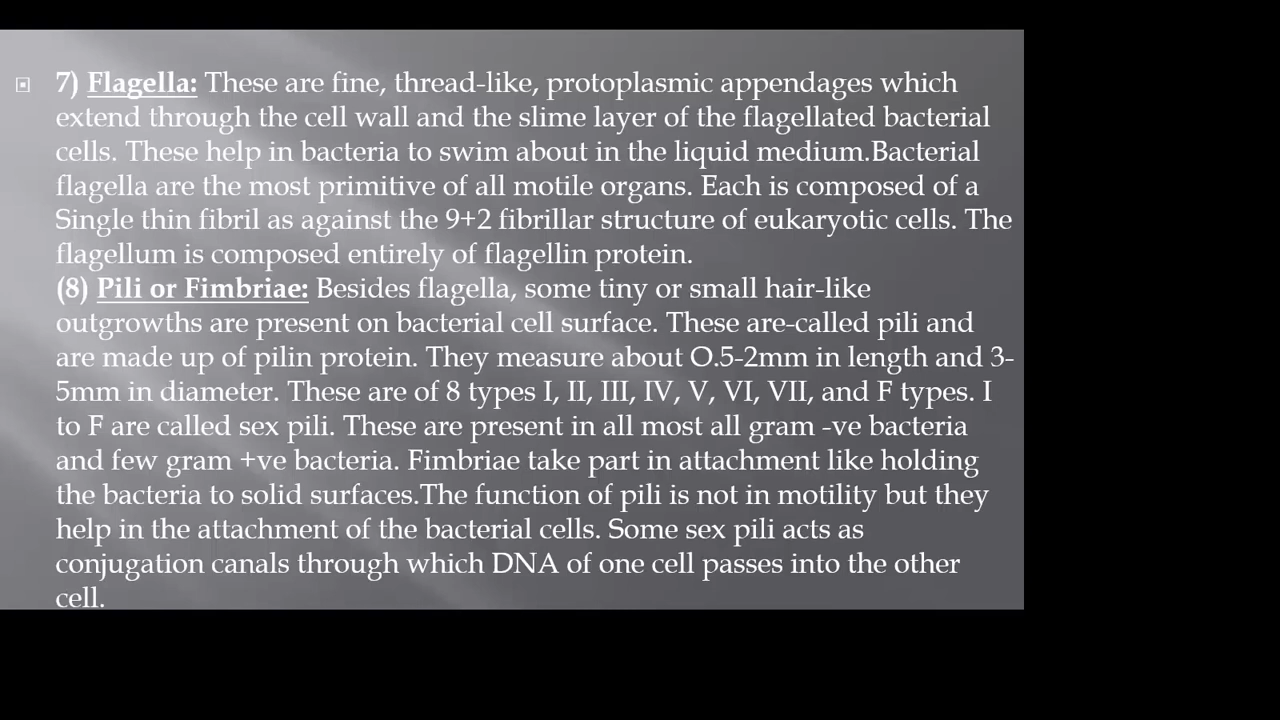 7) Flagella: These are fine, thread-like, protoplasmic appendages which
extend through the cell wall and the slime layer of the flagellated bacterial
cells. These help in bacteria to swim about in the liquid medium.Bacterial
flagella are the most primitive of all motile organs. Each is composed of a
Single thin fibril as against the 9+2 fibrillar structure of eukaryotic cells. The
flagellum is composed entirely of flagellin protein.
(8) Pili or Fimbriae: Besides flagella, some tiny or small hair-like
outgrowths are present on bacterial cell surface. These are-called pili and
are made up of pilin protein. They measure about O.5-2mm in length and 3-
5mm in diameter. These are of 8 types I, II, III, IV, V, VI, VII, and F types. I
to F are called sex pili. These are present in all most all gram -ve bacteria
and few gram +ve bacteria. Fimbriae take part in attachment like holding
the bacteria to solid surfaces.The function of pili is not in motility but they
help in the attachment of the bacterial cells. Some sex pili acts as
conjugation canals through which DNA of one cell passes into the other
cell.